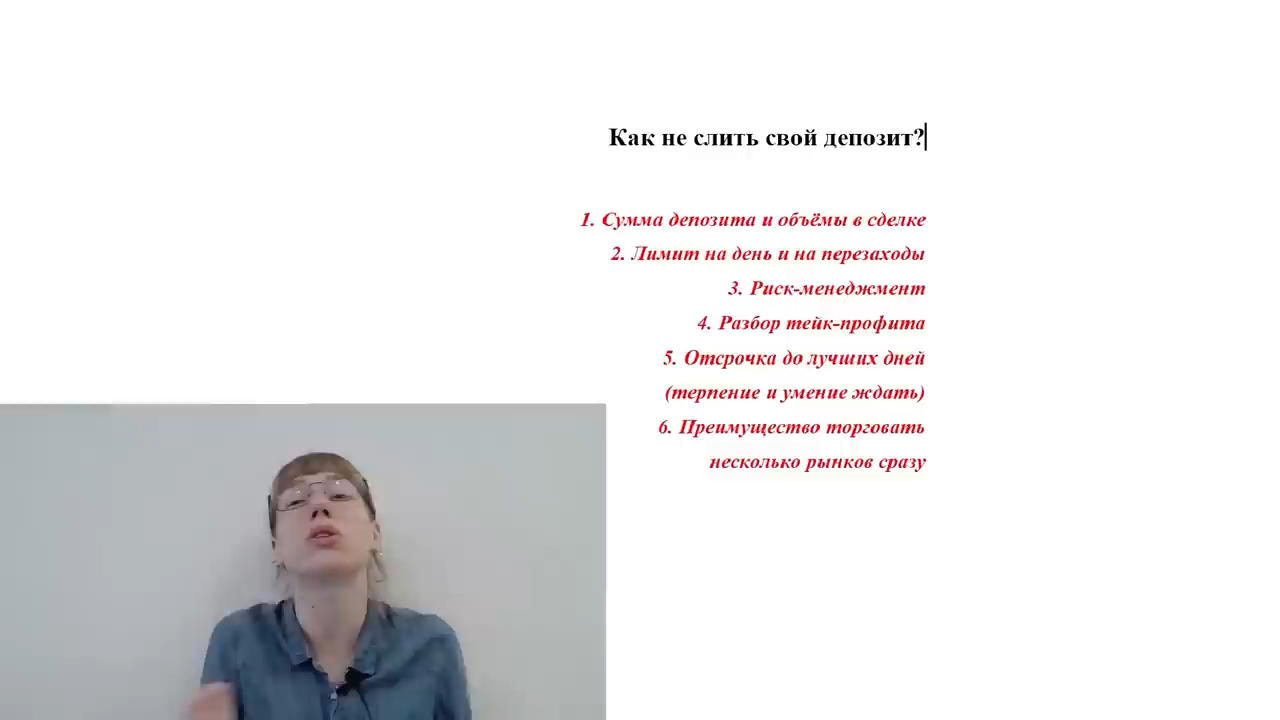 Как не слить свой депозит?
1. Сумма депозита и объёмы в сделке
2. Лимит на день и на перезаходы
3. Риск-менеджмент
4. Разбор тейк-профита
5. Отсрочка до лучших дней
(терпение и умение ждать)
6. Преимущество торговать
несколько рынков сразу